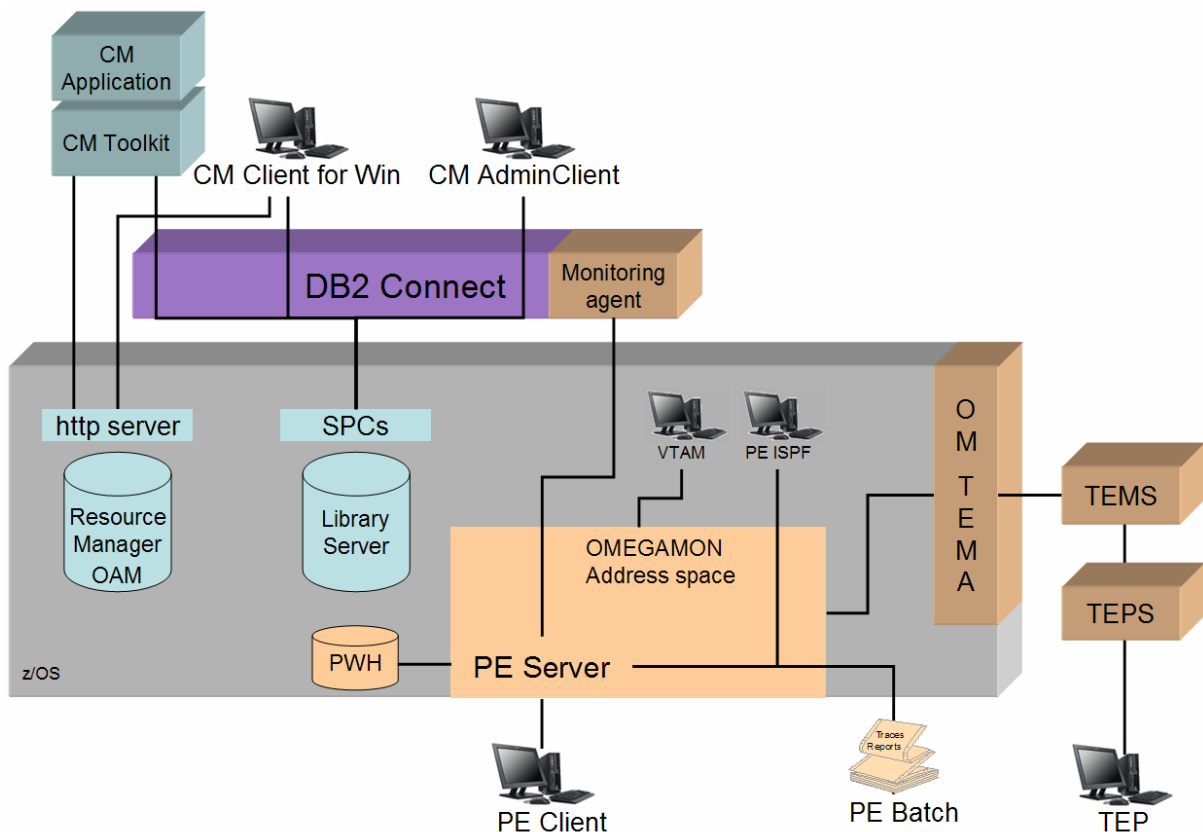 CM
Application
CM Toolkit
CM Client for Win
CM AdminClient
DB2 Connect
Monitoring
agent
http server
SPCs
VTAM
PE ISPF
O
M
T
E
M
A
TEMS
Resource
Manager
OAM
Library
Server
OMEGAMON
Address space
TEPS
z/OS
PWH
PE Server
Traces
Reports
PE Client
PE Batch
TEP